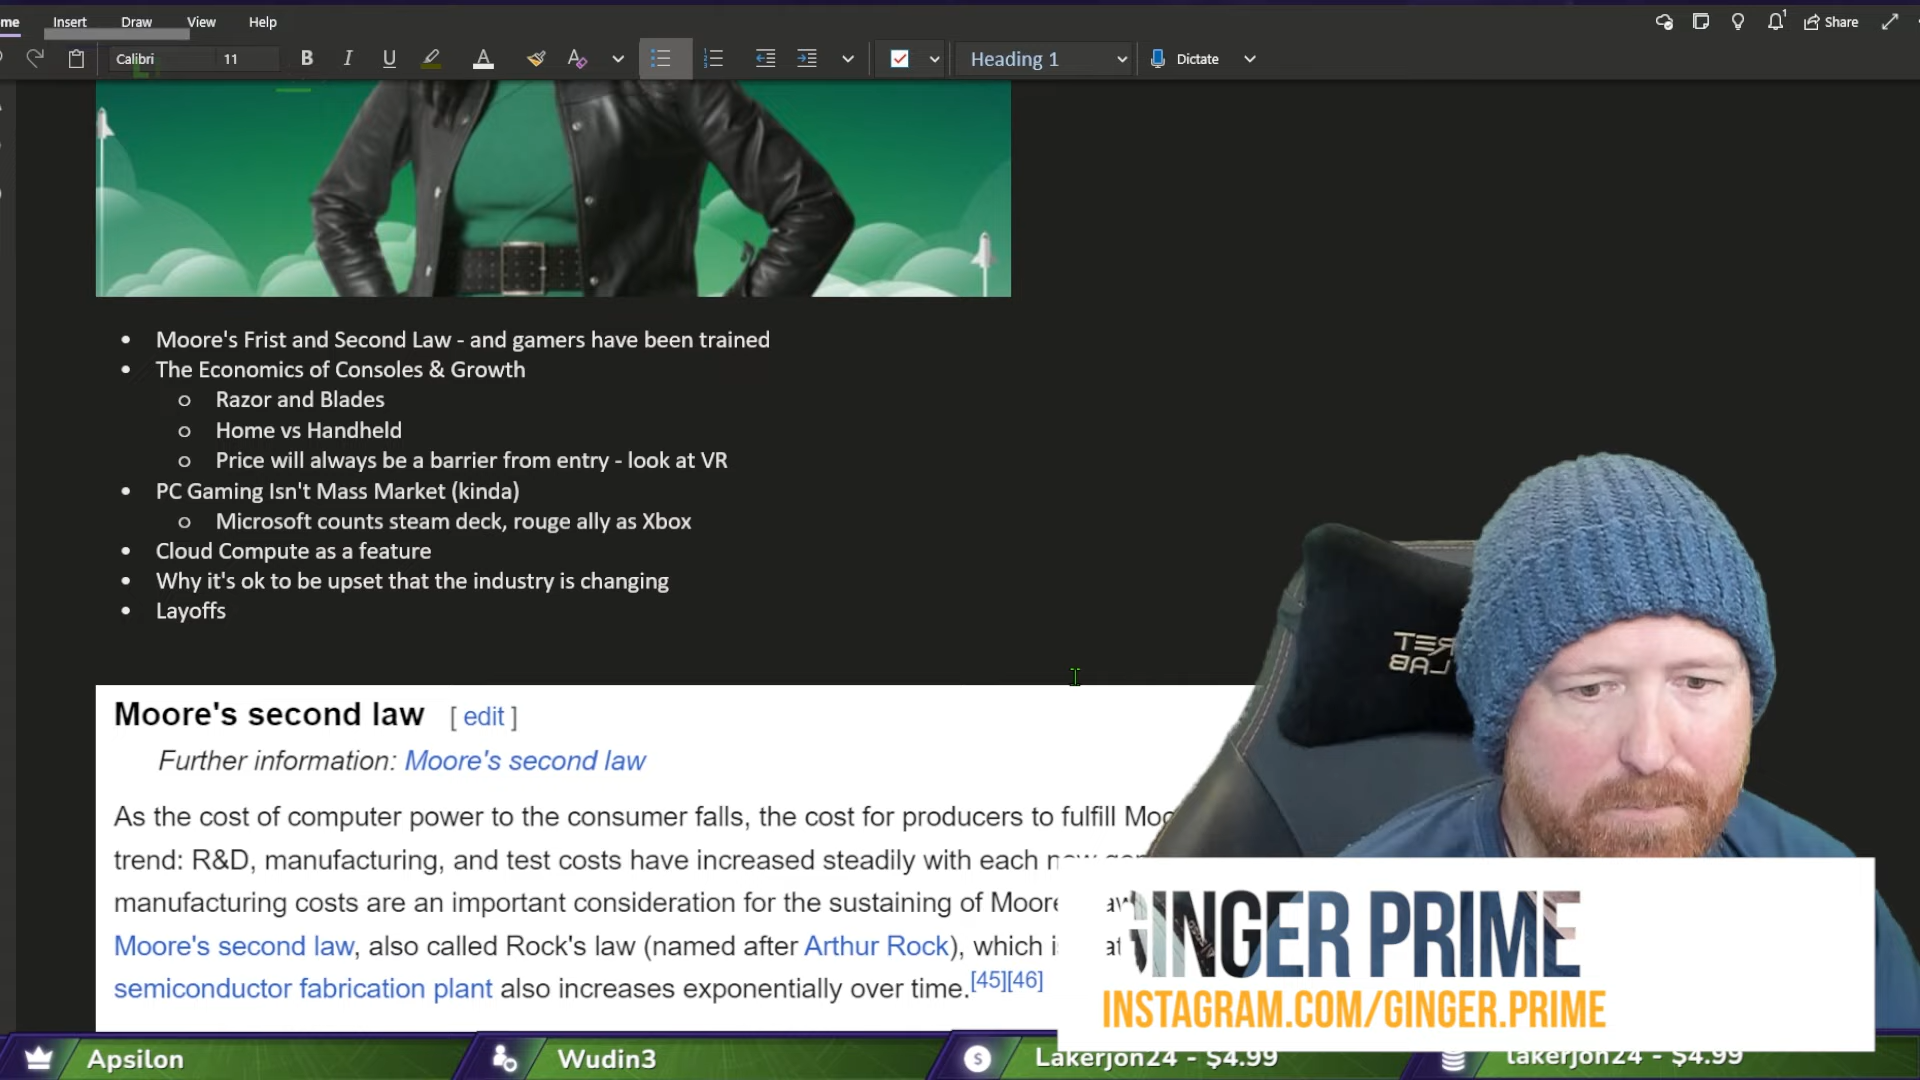 me Insert Draw View Help Share
Calibri 11 B I U A A Heading 1 Dictate
• Moore's Frist and Second Law - and gamers have been trained
• The Economics of Consoles & Growth
o Razor and Blades
o Home vs Handheld
o Price will always be a barrier from entry - look at VR
• PC Gaming Isn't Mass Market (kinda)
o Microsoft counts steam deck, rouge ally as Xbox
• Cloud Compute as a feature
• Why it's ok to be upset that the industry is changing
• Layoffs
Moore's second law [ edit ]
Further information: Moore's second law
As the cost of computer power to the consumer falls, the cost for producers to fulfill
trend: R&D, manufacturing, and test costs have increased steadily with each
manufacturing costs are an important consideration for the sustaining of
Moore's second law, also called Rock's law (named after Arthur Rock), which
semiconductor fabrication plant also increases exponentially over time.[45][46]
GINGER PRIME
INSTAGRAM.COM/GINGER.PRIME
Apsilon Wudin3 Lakerjon24 - $4.99 lakerjon24 - $4.99